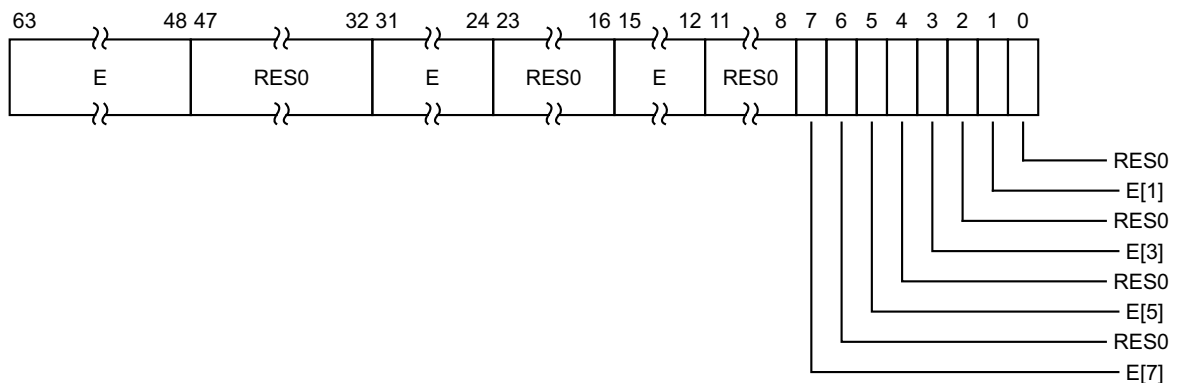 63 48 47 32 31 24 23 16 15 12 11 8 7 6 5 4 3 2 1 0
E RES0 E RES0 E RES0
RES0
E[1]
RES0
E[3]
RES0
E[5]
RES0
E[7]